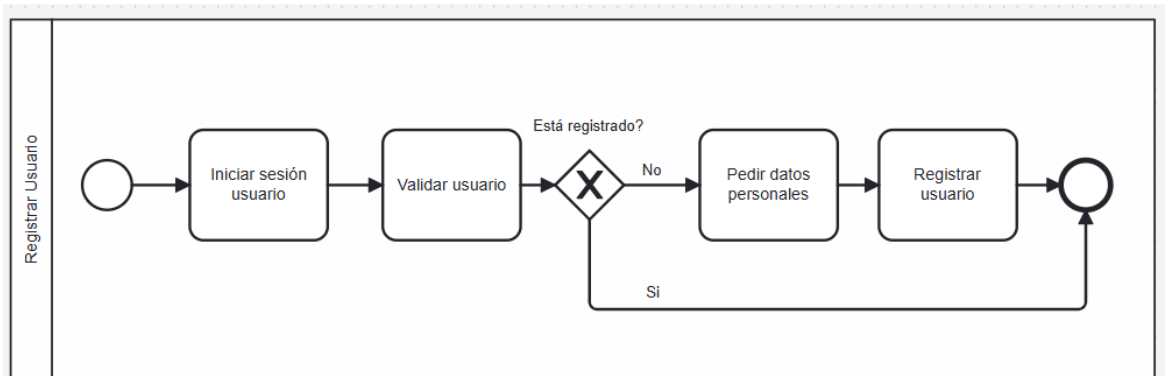 Registrar Usuario
Iniciar sesión
usuario
Validar usuario
Está registrado?
No
Pedir datos
personales
Registrar
usuario
Si